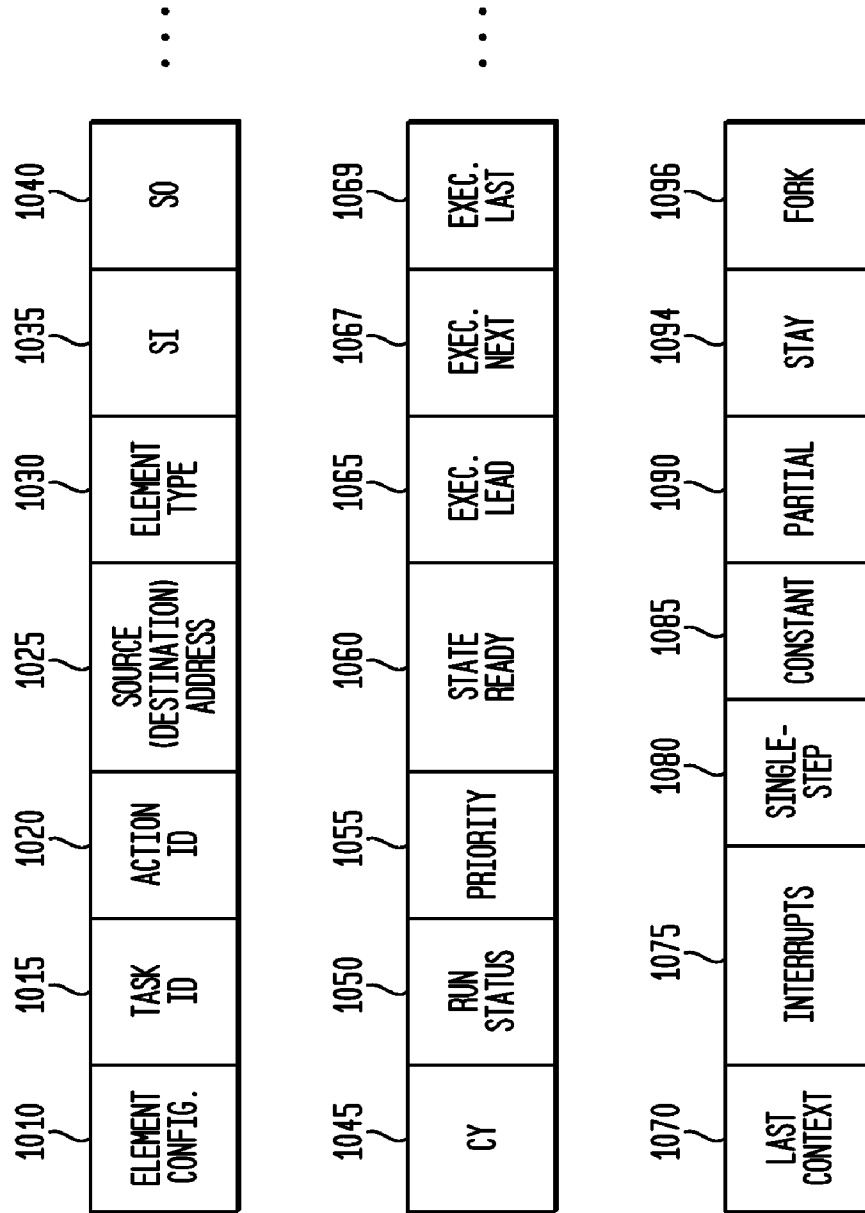 1010 1015 1020 1025 1030 1035 1040
ELEMENT CONFIG.
TASK ID
ACTION ID
SOURCE (DESTINATION) ADDRESS
ELEMENT TYPE
SI
SO
...
1045 1050 1055 1060 1065 1067 1069
CY
RUN STATUS
PRIORITY
STATE READY
EXEC. LEAD
EXEC. NEXT
EXEC. LAST
...
1070 1075 1080 1085 1090 1094 1096
LAST CONTEXT
INTERRUPTS
SINGLE-STEP
CONSTANT
PARTIAL
STAY
FORK